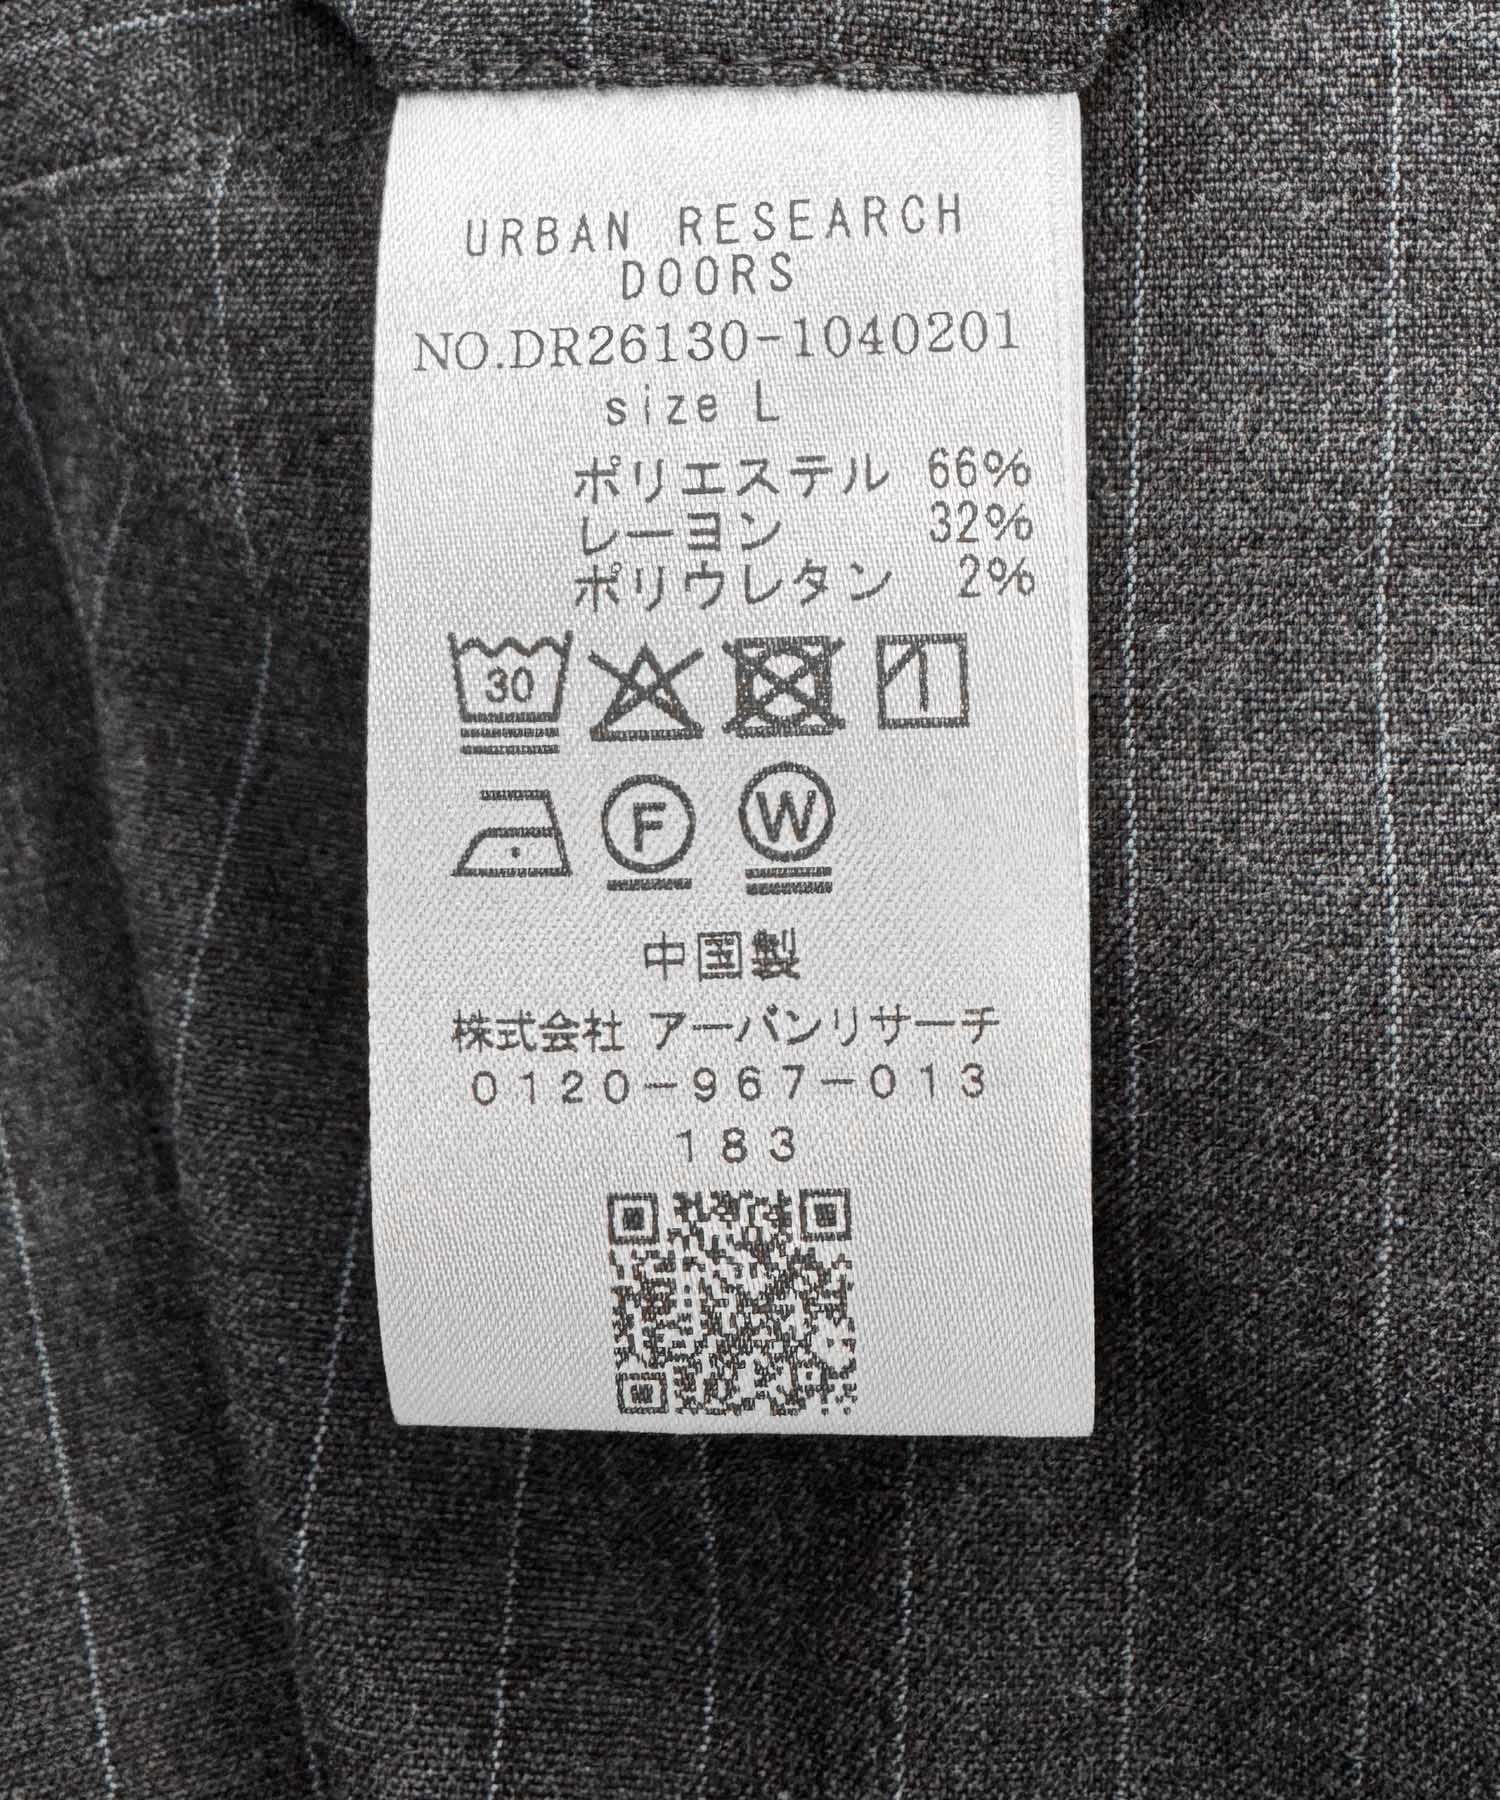 URBAN RESEARCH
DOORS
NO.DR26130-1040201
size L
ポリエステル 66%
レーヨン 32%
ポリウレタン 2%
30
F W
中国製
株式会社 アーバンリサーチ
0120-967-013
183